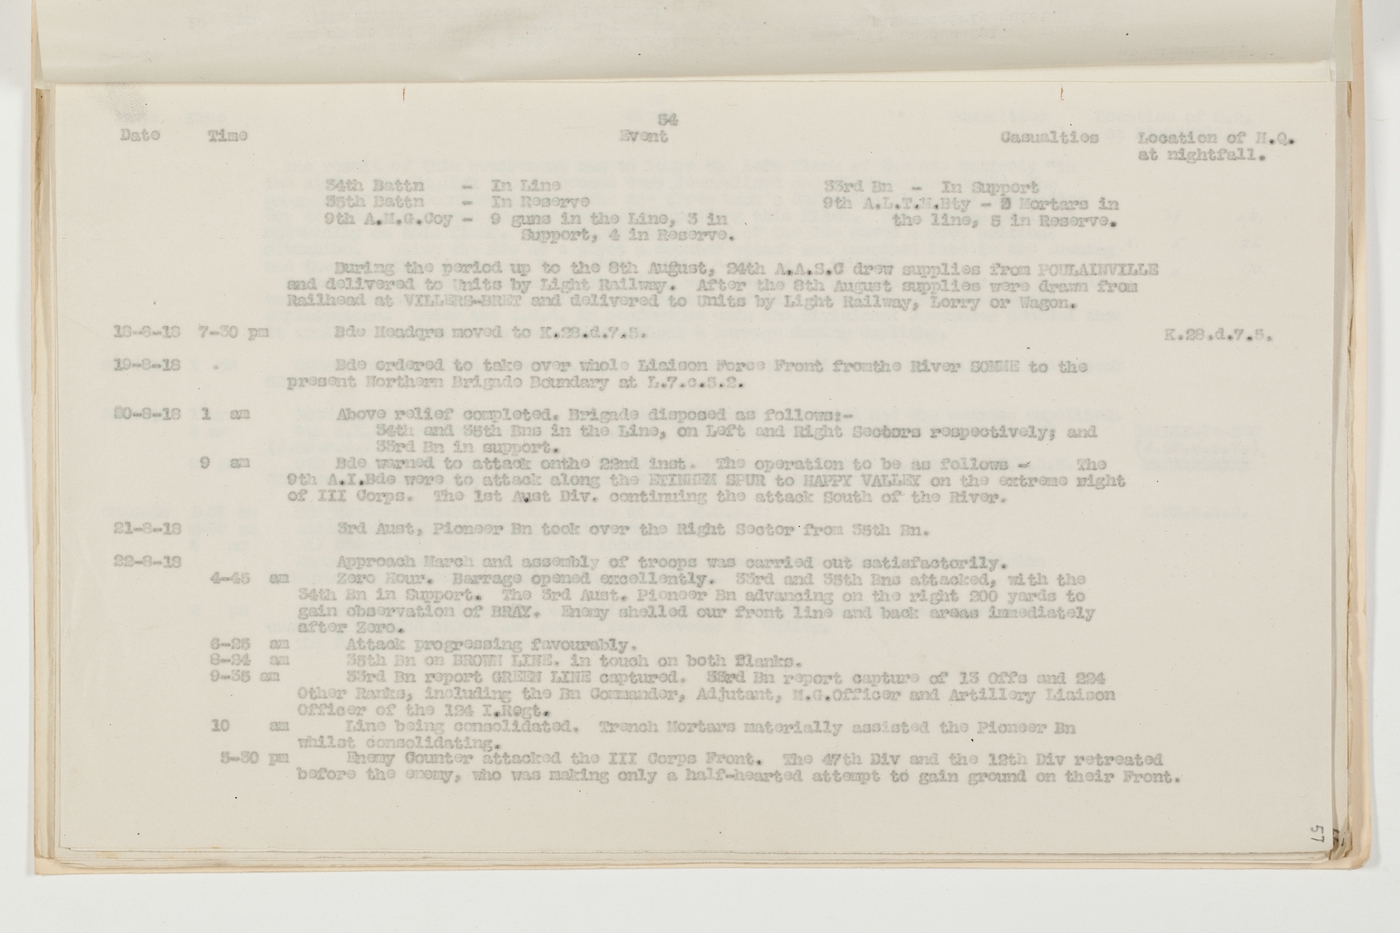 54
Date Time Event Casualties Location of H.Q.
at nightfall.
34th Battn - In Line 33rd Bn - In Support
35th Battn - In Reserve 9th A.L.T.M.Bty - Mortars in
9th A.M.G.Coy - 9 guns in the Line, 3 in the line, 5 in Reserve.
Support, 4 in Reserve.
During the period up to the 8th August, 24th A.A.S.C drew supplies from POULAINVILLE
and delivered to Units by Light Railway. After the 8th August supplies were drawn from
Railhead at VILLERS-BRET and delivered to Units by Light Railway, Lorry or Wagon.
18-8-18 7-30 pm Bde Headqrs moved to K.28.d.7.5. K.28.d.7.5.
19-8-18 Bde ordered to take over whole Liaison Force Front fromthe River SOMME to the
present Northern Brigade Boundary at L.7.c.5.2.
20-8-18 1 am Above relief completed. Brigade disposed as follows:-
34th and 35th Bns in the Line, on Left and Right Sectors respectively; and
33rd Bn in support.
9 am Bde warned to attack onthe 22nd inst. The operation to be as follows - The
9th A.I.Bde were to attack along the ETINHEM SPUR to HAPPY VALLEY on the extreme right
of III Corps. The 1st Aust Div. continuing the attack South of the River.
21-8-18 3rd Aust, Pioneer Bn took over the Right Sector from 35th Bn.
22-8-18 Approach March and assembly of troops was carried out satisfactorily.
4-45 am Zero Hour. Barrage opened excellently. 33rd and 35th Bns attacked, with the
34th Bn in Support. The 3rd Aust. Pioneer Bn advancing on the right 200 yards to
gain observation of BRAY. Enemy shelled our front line and back areas immediately
after Zero.
6-25 am Attack progressing favourably.
8-24 am 35th Bn on BROWN LINE. in touch on both flanks.
9-35 am 33rd Bn report GREEN LINE captured. 33rd Bn report capture of 13 Offs and 224
Other Ranks, including the Bn Commander, Adjutant, M.G.Officer and Artillery Liaison
Officer of the 124 I.Regt.
10 am Line being consolidated. Trench Mortars materially assisted the Pioneer Bn
whilst consolidating.
5-30 pm Enemy Counter attacked the III Corps Front. The 47th Div and the 12th Div retreated
before the enemy, who was making only a half-hearted attempt to gain ground on their Front.
57